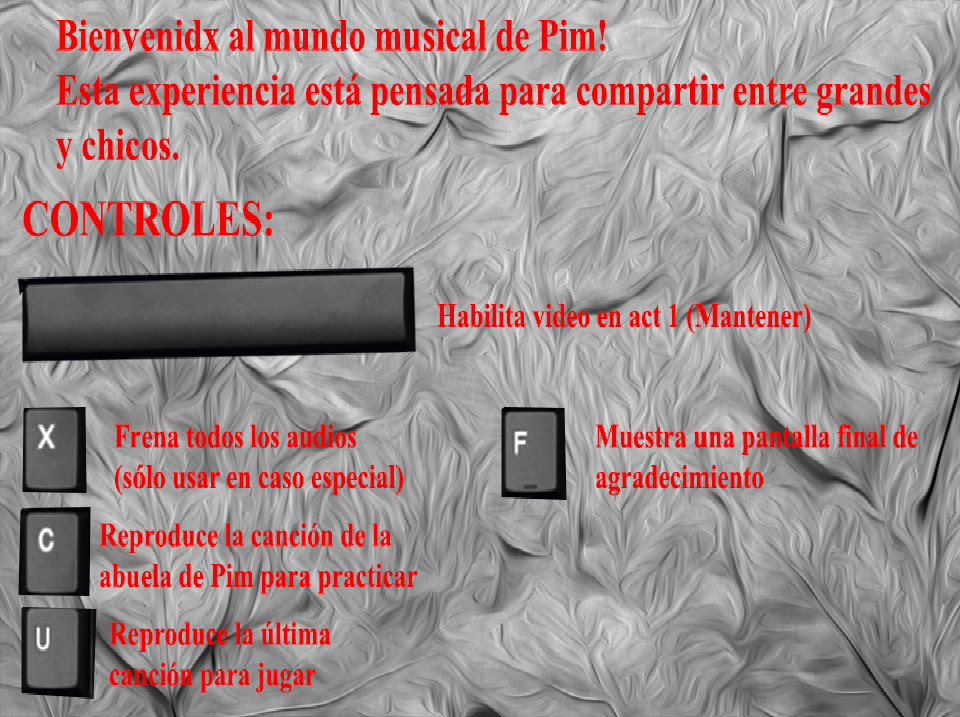 Bienvenidx al mundo musical de Pim!
Esta experiencia está pensada para compartir entre grandes
y chicos.
CONTROLES:
Habilita video en act 1 (Mantener)
X
Frena todos los audios
(sólo usar en caso especial)
F
Muestra una pantalla final de
agradecimiento
C
Reproduce la canción de la
abuela de Pim para practicar
U
Reproduce la última
canción para jugar